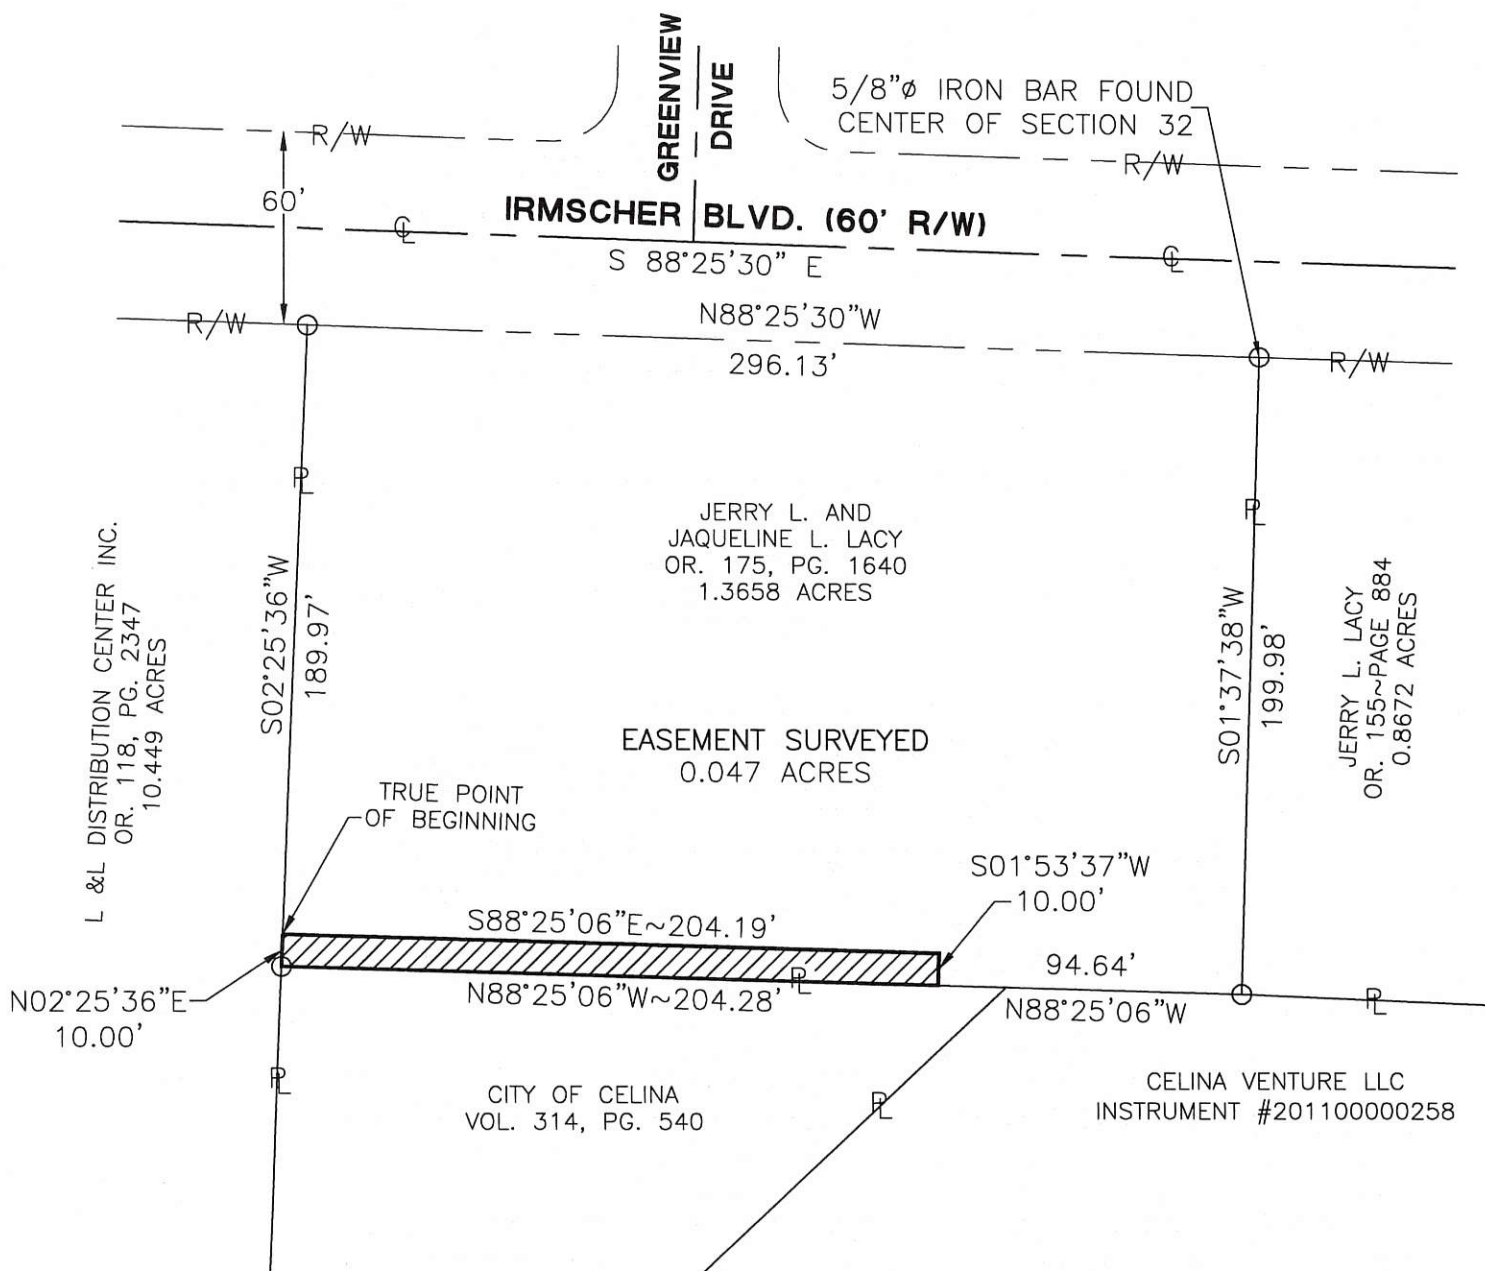 GREENVIEW
DRIVE
5/8"ø IRON BAR FOUND
CENTER OF SECTION 32
R/W
R/W
60'
IRMSCHER BLVD. (60' R/W)
℄
℄
S 88°25'30" E
R/W
N88°25'30"W
296.13'
R/W
PL
PL
JERRY L. AND
JAQUELINE L. LACY
OR. 175, PG. 1640
1.3658 ACRES
L &L DISTRIBUTION CENTER INC.
OR. 118, PG. 2347
10.449 ACRES
S02°25'36"W
189.97'
S01°37'38"W
199.98'
JERRY L. LACY
OR. 155~PAGE 884
0.8672 ACRES
EASEMENT SURVEYED
0.047 ACRES
TRUE POINT
OF BEGINNING
S01°53'37"W
10.00'
S88°25'06"E~204.19'
PL
94.64'
N02°25'36"E
10.00'
N88°25'06"W~204.28'
N88°25'06"W
PL
PL
PL
CITY OF CELINA
VOL. 314, PG. 540
CELINA VENTURE LLC
INSTRUMENT #201100000258